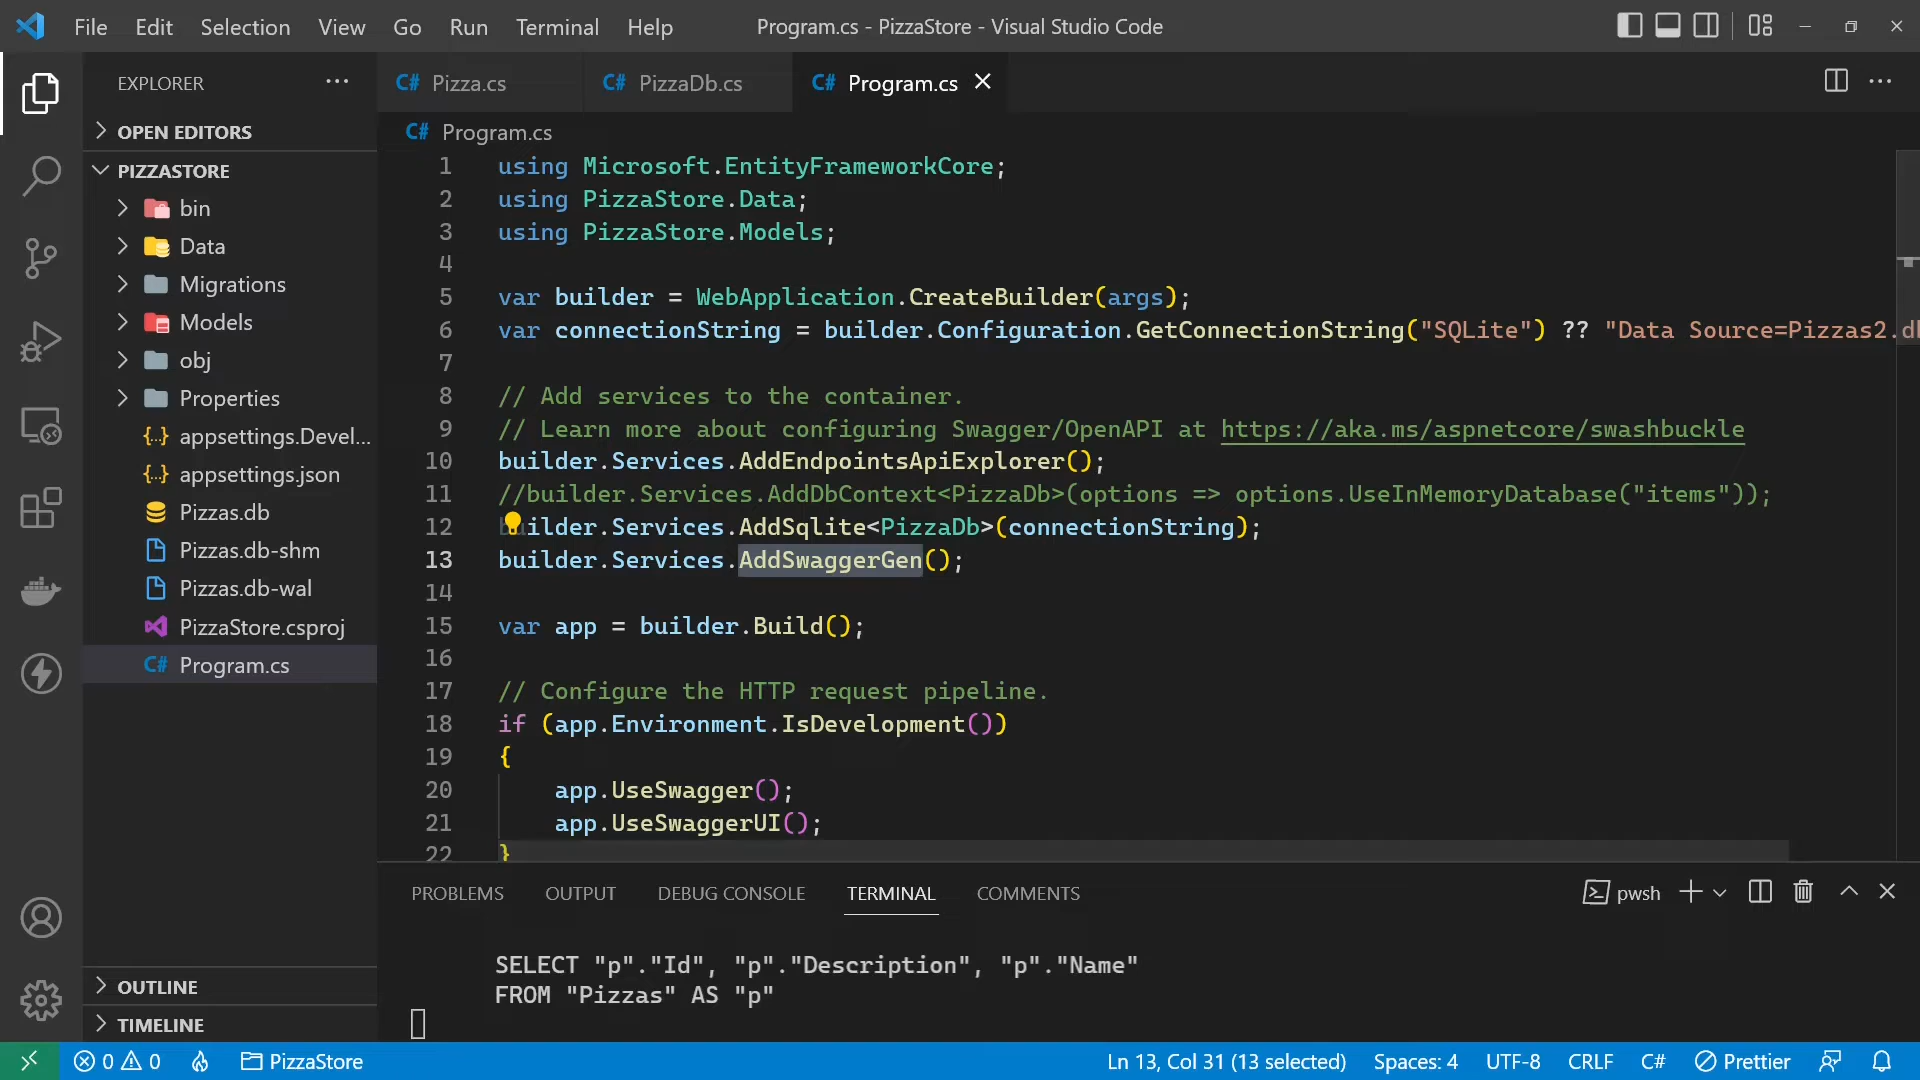 File Edit Selection View Go Run Terminal Help Program.cs - PizzaStore - Visual Studio Code
EXPLORER
OPEN EDITORS
PIZZASTORE
bin
Data
Migrations
Models
obj
Properties
{..} appsettings.Devel...
{..} appsettings.json
Pizzas.db
Pizzas.db-shm
Pizzas.db-wal
PizzaStore.csproj
C# Program.cs
OUTLINE
TIMELINE
C# Pizza.cs C# PizzaDb.cs C# Program.cs
C# Program.cs
1 using Microsoft.EntityFrameworkCore;
2 using PizzaStore.Data;
3 using PizzaStore.Models;
4
5 var builder = WebApplication.CreateBuilder(args);
6 var connectionString = builder.Configuration.GetConnectionString("SQLite") ?? "Data Source=Pizzas2.
7
8 // Add services to the container.
9 // Learn more about configuring Swagger/OpenAPI at https://aka.ms/aspnetcore/swashbuckle
10 builder.Services.AddEndpointsApiExplorer();
11 //builder.Services.AddDbContext<PizzaDb>(options => options.UseInMemoryDatabase("items"));
12 builder.Services.AddSqlite<PizzaDb>(connectionString);
13 builder.Services.AddSwaggerGen();
14
15 var app = builder.Build();
16
17 // Configure the HTTP request pipeline.
18 if (app.Environment.IsDevelopment())
19 {
20 app.UseSwagger();
21 app.UseSwaggerUI();
22 }
PROBLEMS OUTPUT DEBUG CONSOLE TERMINAL COMMENTS pwsh
SELECT "p"."Id", "p"."Description", "p"."Name"
FROM "Pizzas" AS "p"
0 0 PizzaStore Ln 13, Col 31 (13 selected) Spaces: 4 UTF-8 CRLF C# Prettier